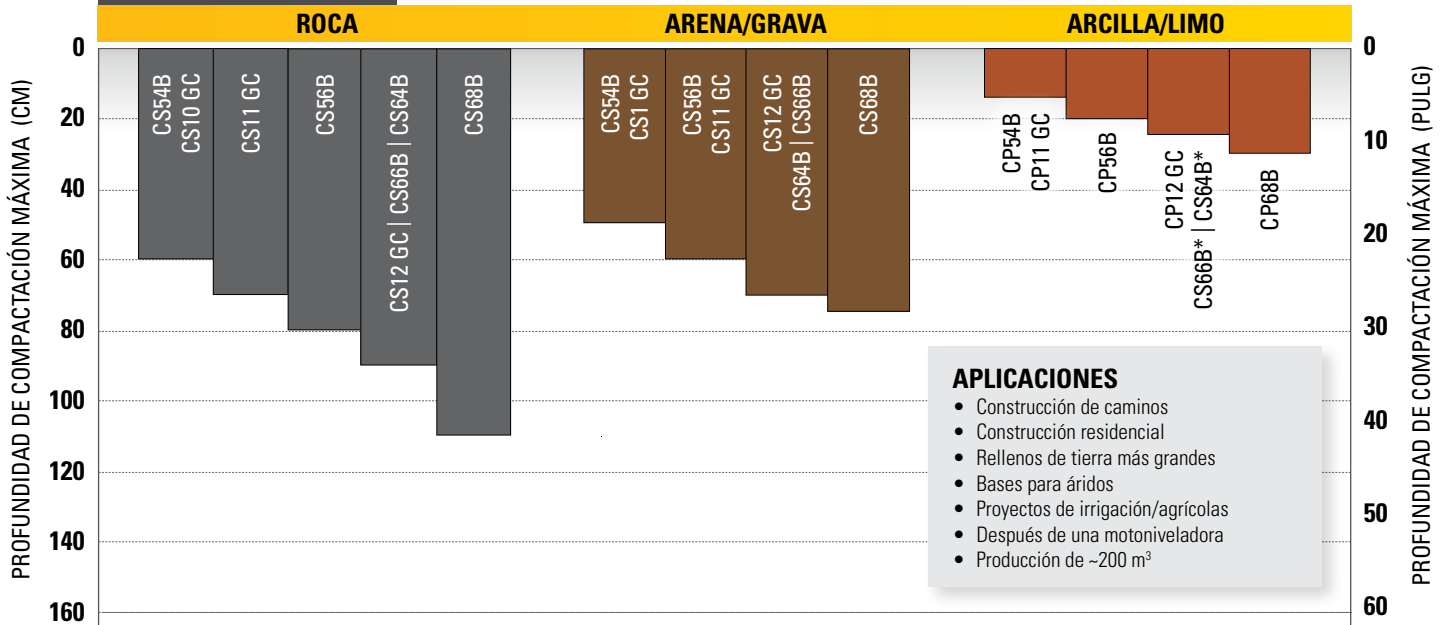 ROCA
ARENA/GRAVA
ARCILLA/LIMO
PROFUNDIDAD DE COMPACTACIÓN MÁXIMA (CM)
0
20
40
60
80
100
120
140
160
CS54B
CS10 GC
CS11 GC
CS56B
CS12 GC | CS66B | CS64B
CS68B
CS54B
CS1 GC
CS56B
CS11 GC
CS12 GC
CS64B | CS66B
CS68B
CP54B
CP11 GC
CP56B
CP12 GC
CS66B* | CS64B*
CP68B
APLICACIONES
• Construcción de caminos
• Construcción residencial
• Rellenos de tierra más grandes
• Bases para áridos
• Proyectos de irrigación/agrícolas
• Después de una motoniveladora
• Producción de ~200 m³
0
10
20
30
40
50
60
PROFUNDIDAD DE COMPACTACIÓN MÁXIMA (PULG)